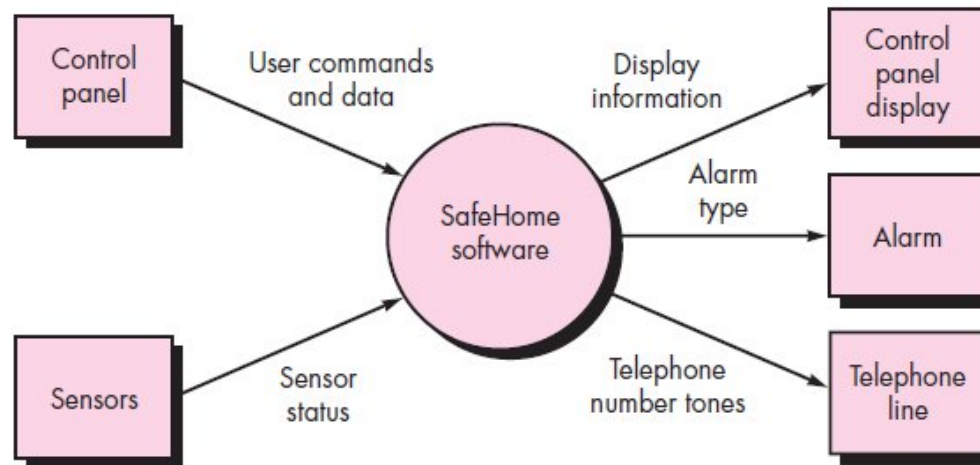 Control
panel
User commands
and data
Display
information
Control
panel
display
SafeHome
software
Alarm
type
Alarm
Sensors
Sensor
status
Telephone
number tones
Telephone
line